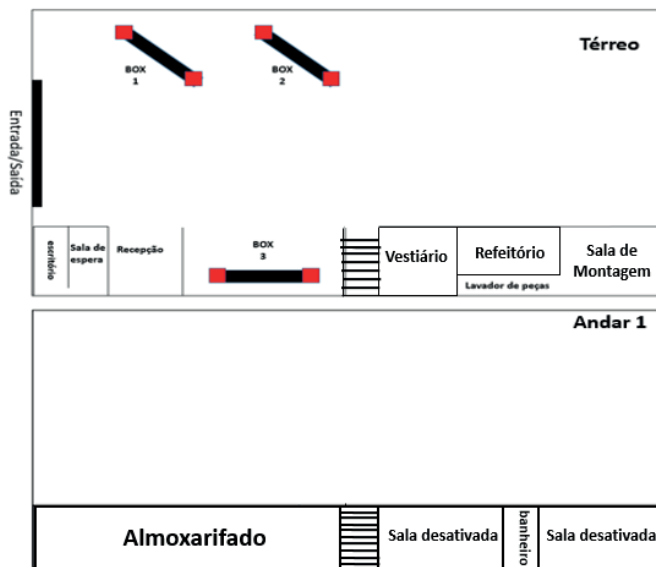 Térreo
BOX
1
BOX
2
Entrada/Saída
escritório
Sala de
espera
Recepção
BOX
3
Vestiário
Refeitório
Sala de
Montagem
Lavador de peças
Andar 1
Almoxarifado
Sala desativada
banheiro
Sala desativada